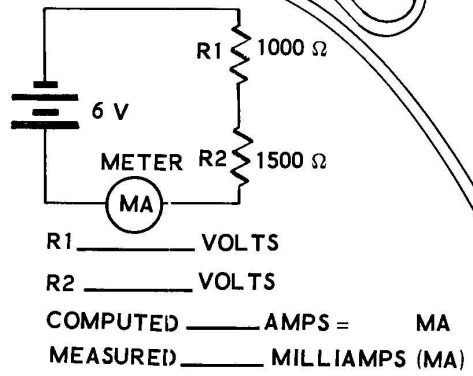 R1 1000 Ω
6 V
R2 1500 Ω
METER
MA
R1 VOLTS
R2 VOLTS
COMPUTED AMPS = MA
MEASURED MILLIAMPS (MA)